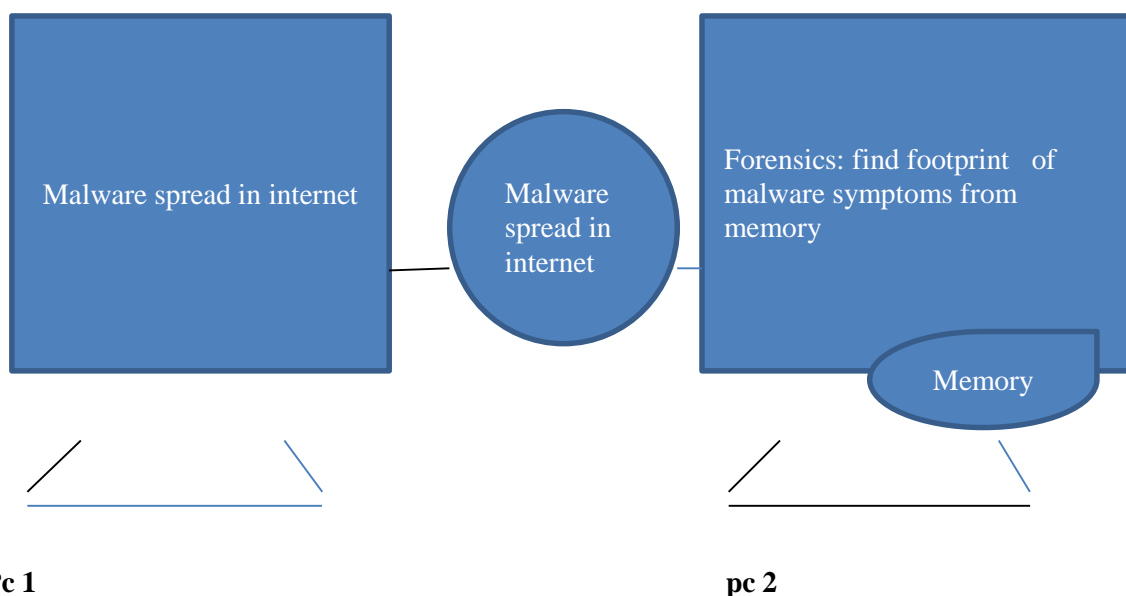 Malware spread in internet
Malware
spread in
internet
Forensics: find footprint of
malware symptoms from
memory
Memory
c 1
pc 2